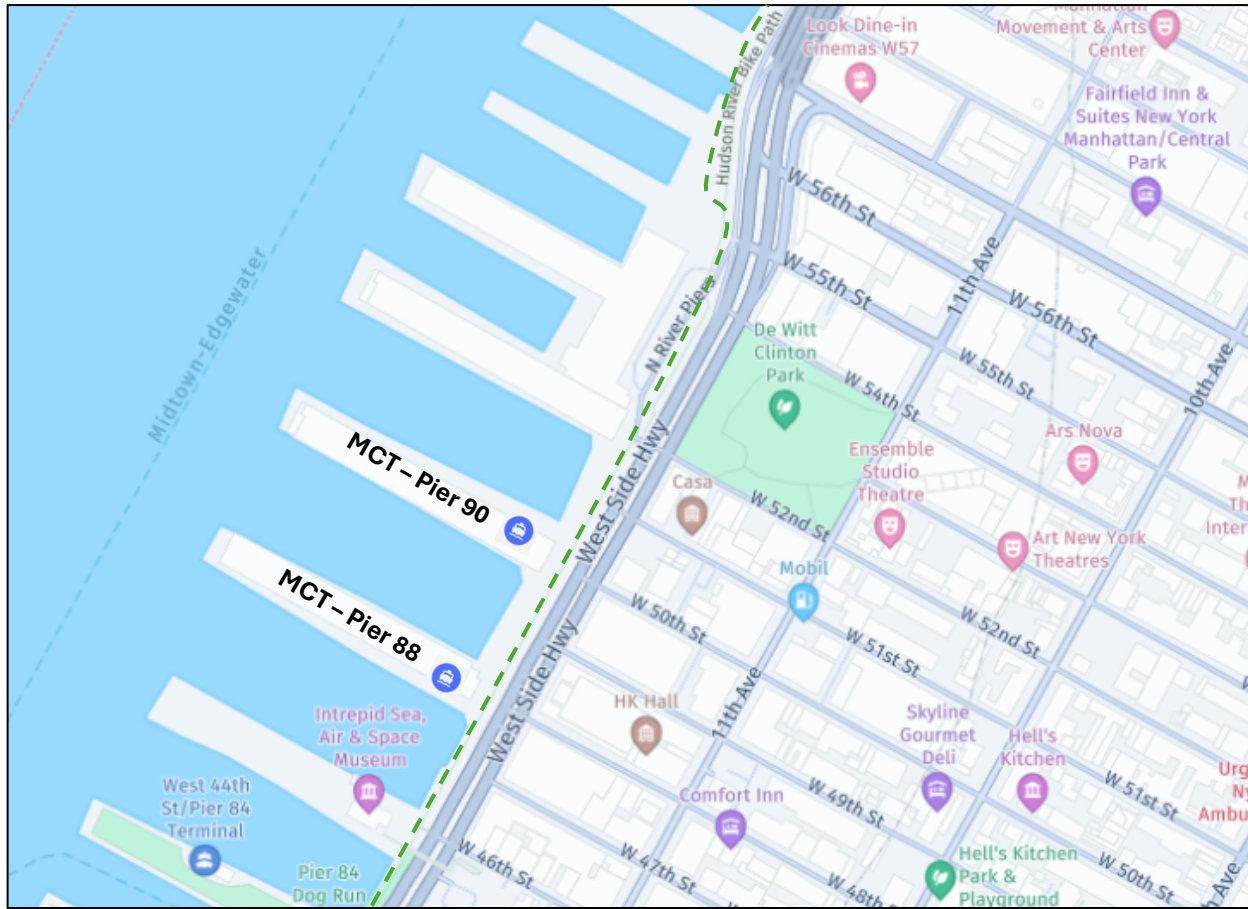 Manhattan
Movement & Arts
Center
Look Dine-in
Cinemas W57
Hudson River Bike Path
Fairfield Inn &
Suites New York
Manhattan/Central
Park
W 56th St
W 55th St
11th Ave
W 56th St
N River Piers
De Witt
Clinton
Park
W 54th St
W 55th St
10th Ave
Midtown-Edgewater
Ars Nova
Ensemble
Studio
Theatre
MCT – Pier 90
West Side Hwy
Casa
W 52nd St
Art New York
Theatres
Mobil
MCT – Pier 88
W 50th St
W 51st St
W 52nd St
West Side Hwy
HK Hall
11th Ave
Skyline
Gourmet
Deli
Hell's
Kitchen
Intrepid Sea,
Air & Space
Museum
West 44th
St/Pier 84
Terminal
Comfort Inn
W 49th St
W 51st St
W 46th St
W 47th St
W 48th St
W 50th St
Pier 84
Dog Run
Hell's Kitchen
Park &
Playground